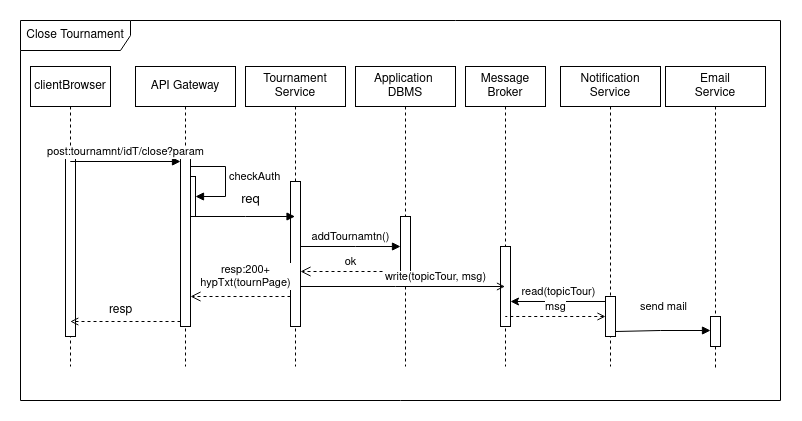 Close Tournament
clientBrowser
API Gateway
Tournament
Service
Application
DBMS
Message
Broker
Notification
Service
Email
Service
post:tournamnt/idT/close?param
checkAuth
req
addTournamtn()
ok
resp:200+
hypTxt(tournPage)
write(topicTour, msg)
read(topicTour)
msg
send mail
resp